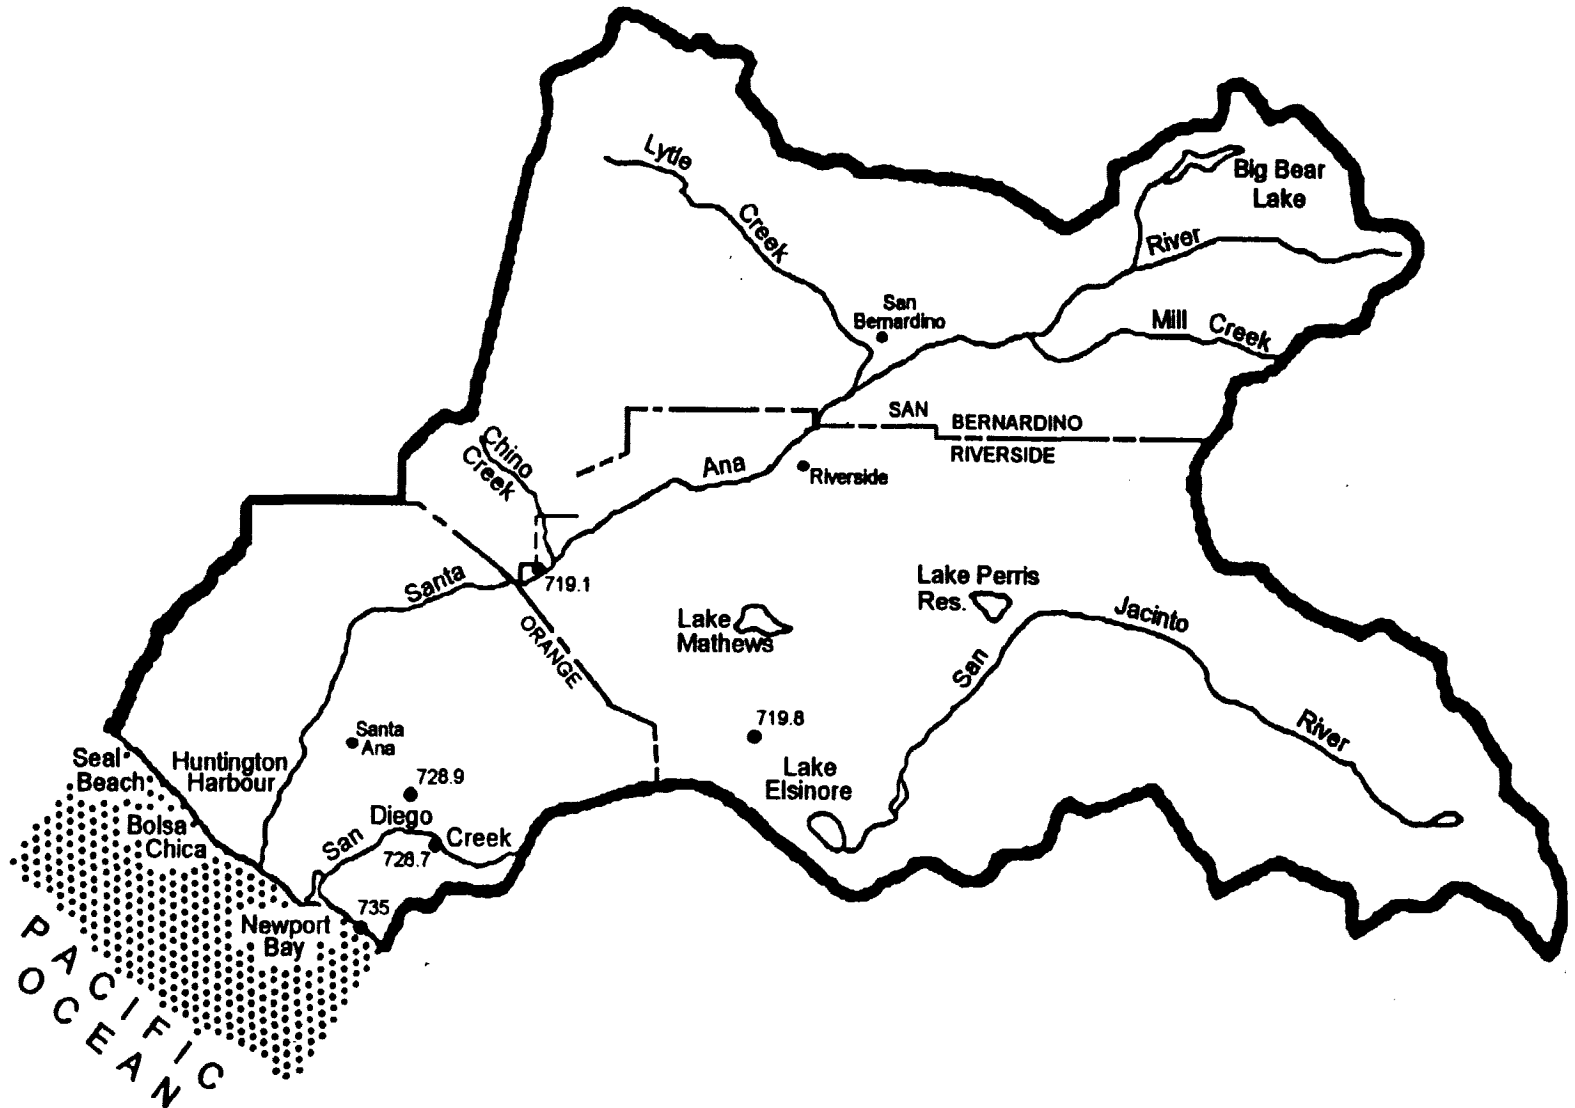 Lytle
Creek
Big Bear
Lake
River
San
Bernardino
Mill Creek
SAN BERNARDINO
RIVERSIDE
Chino
Creek
Ana
Riverside
Santa
719.1
ORANGE
Lake Perris
Res.
Lake
Mathews
Jacinto
San
River
719.8
Lake
Elsinore
Santa
Ana
728.9
Seal
Beach
Huntington
Harbour
Bolsa
Chica
San Diego Creek
728.7
735
Newport
Bay
PACIFIC
OCEAN